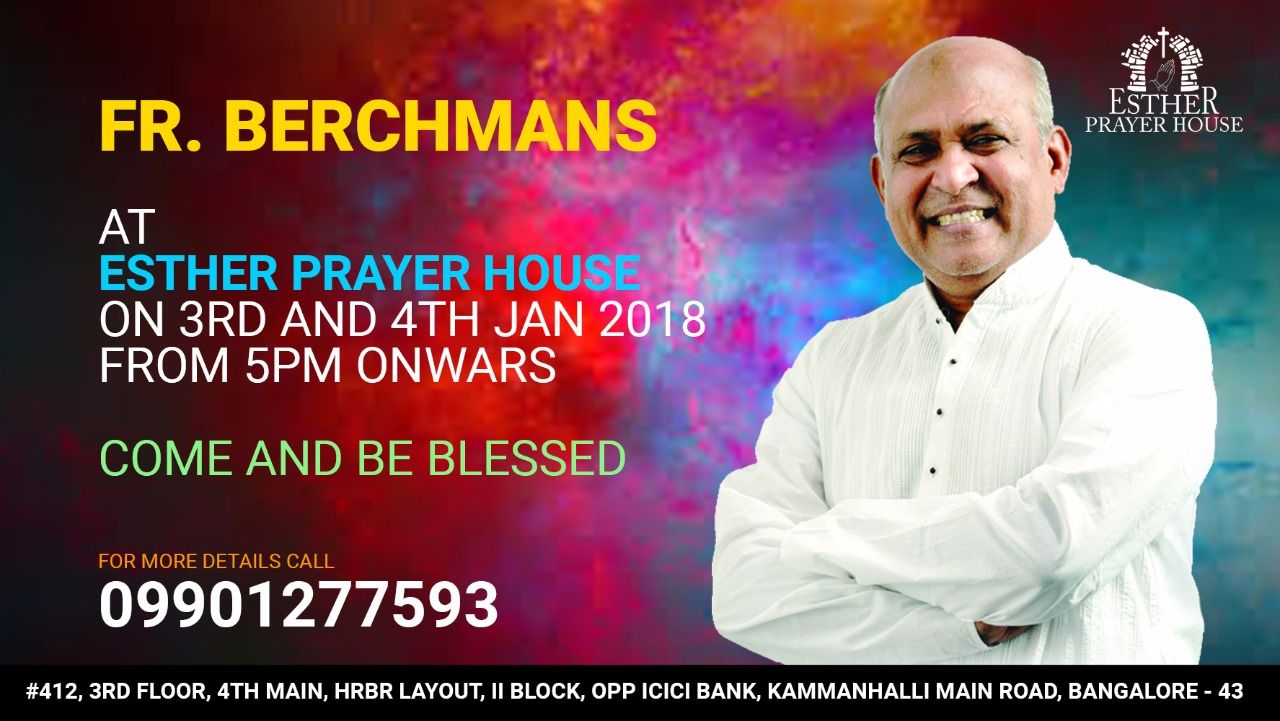 FR. BERCHMANS
AT
ESTHER PRAYER HOUSE
ON 3RD AND 4TH JAN 2018
FROM 5PM ONWARS
COME AND BE BLESSED
FOR MORE DETAILS CALL
09901277593
ESTHER
PRAYER HOUSE
#412, 3RD FLOOR, 4TH MAIN, HRBR LAYOUT, II BLOCK, OPP ICICI BANK, KAMMANHALLI MAIN ROAD, BANGALORE - 43